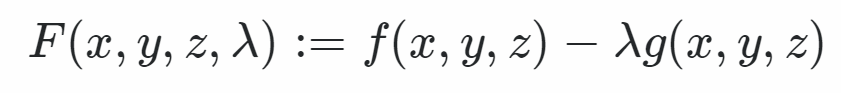 F(x, y, z, λ) := f(x, y, z) − λg(x, y, z)